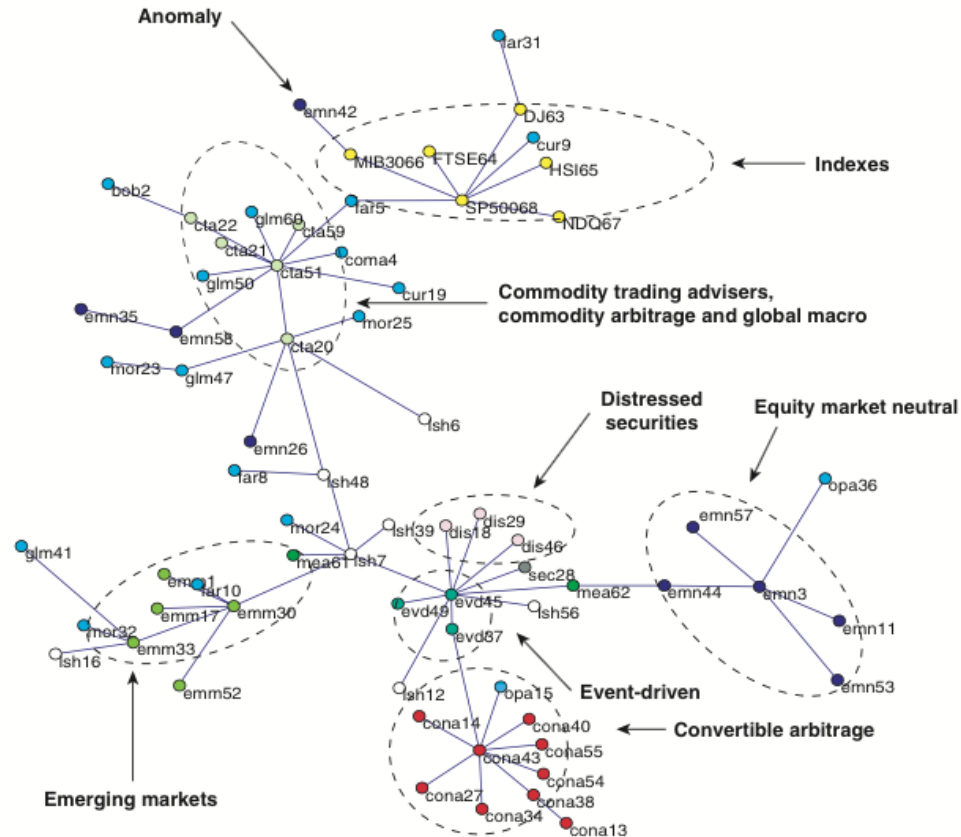 Anomaly
far31
emn42
DJ63
cur9
MIB3066
FTSE64
HSI65
Indexes
bob2
far5
SP50068
NDQ67
glm60
cta22
cta59
cta21
coma4
cta51
glm50
cur19
Commodity trading advisers,
commodity arbitrage and global macro
emn35
mor25
emn58
cta20
mor23
glm47
Distressed
securities
Equity market neutral
lsh6
emn26
far8
lsh48
opa36
emn57
mor24
lsh39
dis29
dis18
dis46
glm41
mea61
lsh7
sec28
far10
mea62
emn44
emn3
emm17
emm30
evd49
evd45
lsh56
mor32
emm33
evd37
emn11
lsh16
emm52
lsh12
opa15
Event-driven
emn53
cona14
cona40
Convertible arbitrage
cona43
cona55
cona54
cona27
cona38
cona34
cona13
Emerging markets